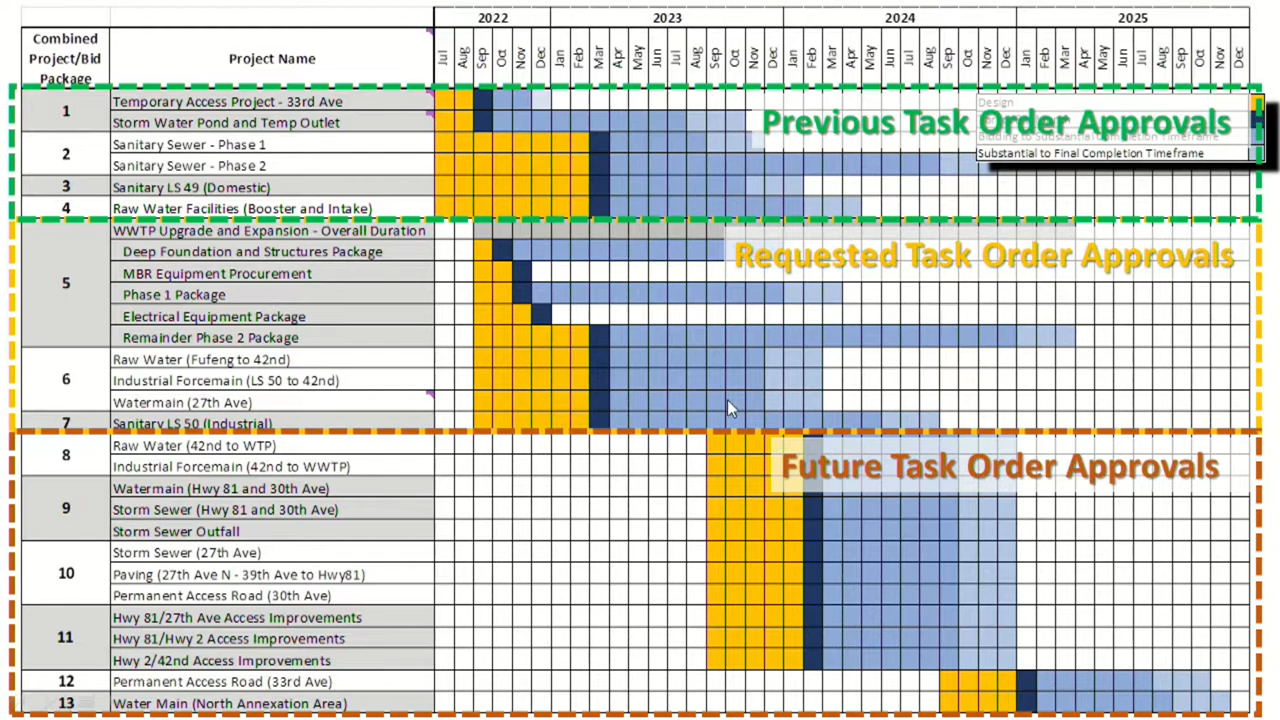 2022 2023 2024 2025
Combined Project/Bid Package
Project Name
Jul Aug Sep Oct Nov Dec Jan Feb Mar Apr May Jun Jul Aug Sep Oct Nov Dec Jan Feb Mar Apr May Jun Jul Aug Sep Oct Nov Dec Jan Feb Mar Apr May Jun Jul Aug Sep Oct Nov Dec
1
Temporary Access Project - 33rd Ave
Storm Water Pond and Temp Outlet
2
Sanitary Sewer - Phase 1
Sanitary Sewer - Phase 2
3
Sanitary LS 49 (Domestic)
4
Raw Water Facilities (Booster and Intake)
Previous Task Order Approvals
Design
Bidding to Substantial Completion Timeframe
Substantial to Final Completion Timeframe
5
WWTP Upgrade and Expansion - Overall Duration
Deep Foundation and Structures Package
MBR Equipment Procurement
Phase 1 Package
Electrical Equipment Package
Remainder Phase 2 Package
Requested Task Order Approvals
6
Raw Water (Fufeng to 42nd)
Industrial Forcemain (LS 50 to 42nd)
Watermain (27th Ave)
7
Sanitary LS 50 (Industrial)
8
Raw Water (42nd to WTP)
Industrial Forcemain (42nd to WWTP)
Future Task Order Approvals
9
Watermain (Hwy 81 and 30th Ave)
Storm Sewer (Hwy 81 and 30th Ave)
Storm Sewer Outfall
10
Storm Sewer (27th Ave)
Paving (27th Ave N - 39th Ave to Hwy81)
Permanent Access Road (30th Ave)
11
Hwy 81/27th Ave Access Improvements
Hwy 81/Hwy 2 Access Improvements
Hwy 2/42nd Access Improvements
12
Permanent Access Road (33rd Ave)
13
Water Main (North Annexation Area)